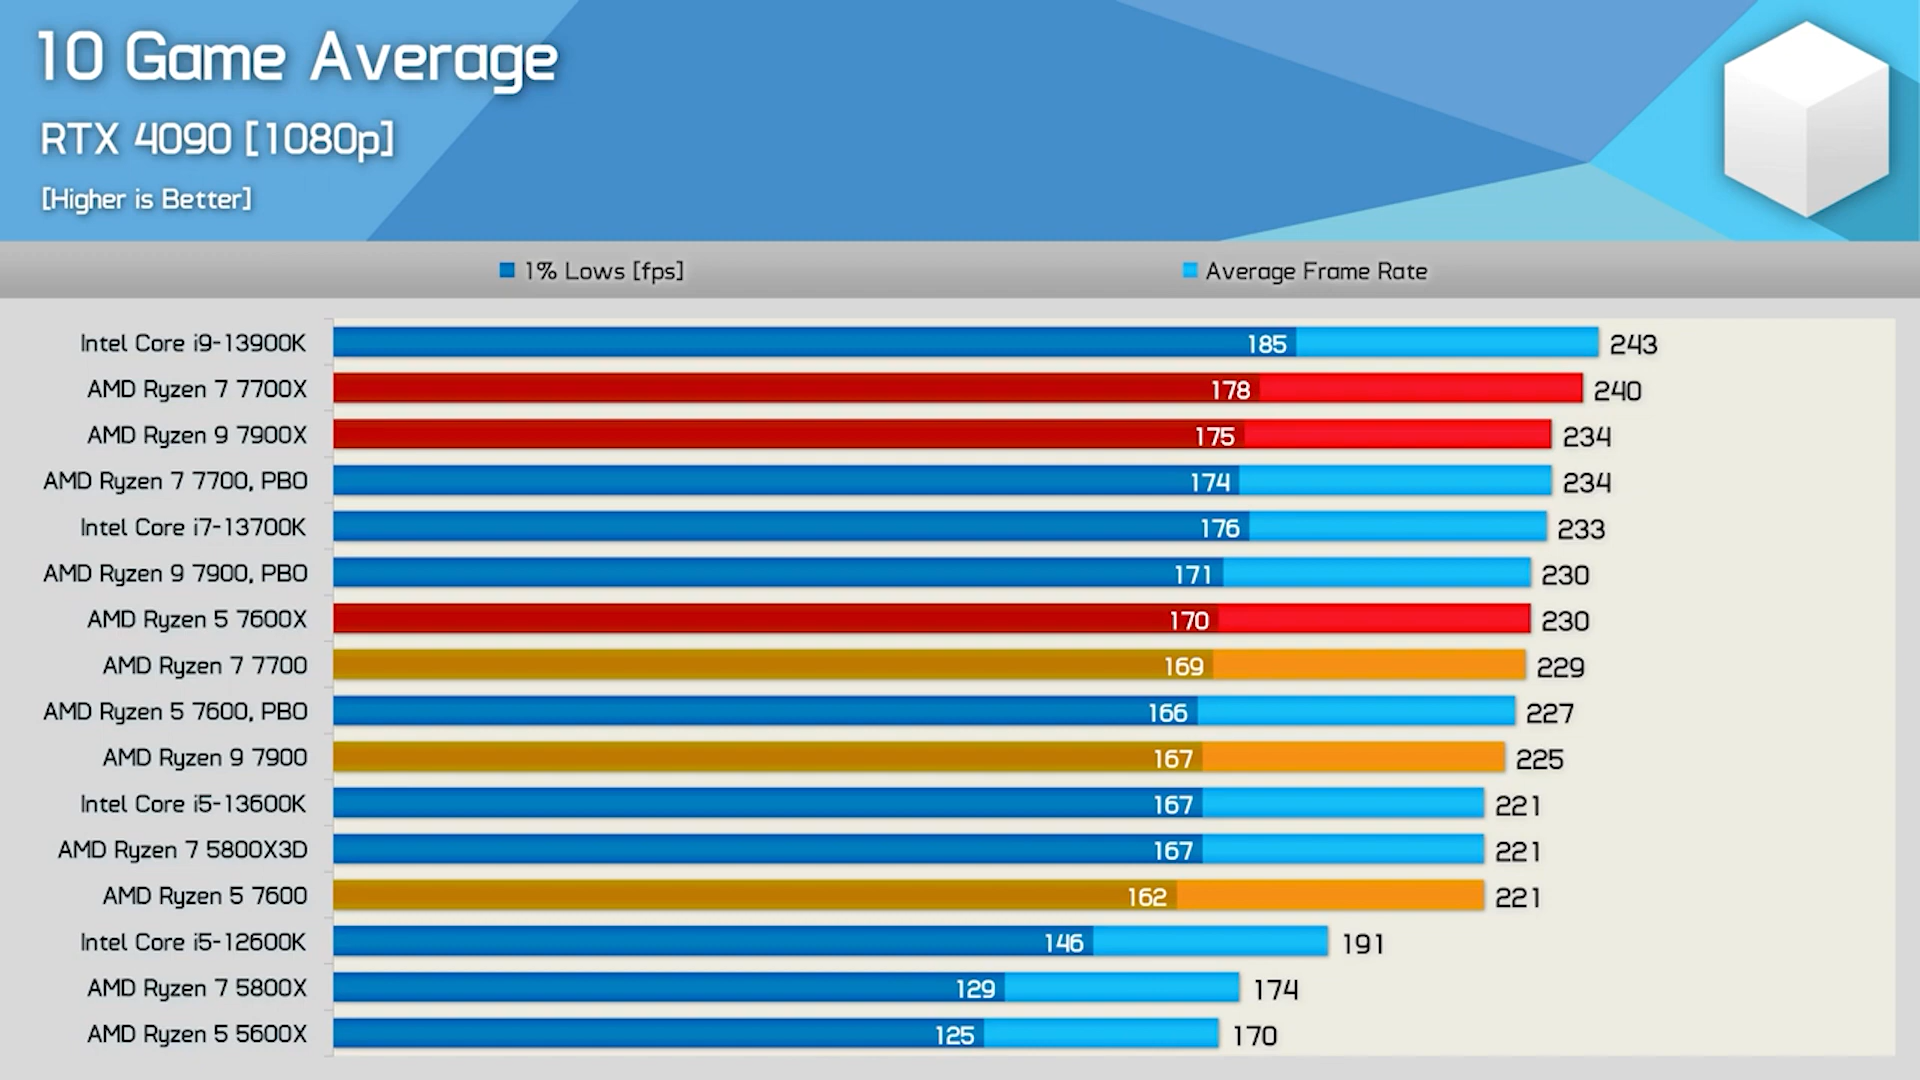 10 Game Average
RTX 4090 [1080p]
[Higher is Better]
1% Lows [fps] Average Frame Rate
Intel Core i9-13900K 185 243
AMD Ryzen 7 7700X 178 240
AMD Ryzen 9 7900X 175 234
AMD Ryzen 7 7700, PBO 174 234
Intel Core i7-13700K 176 233
AMD Ryzen 9 7900, PBO 171 230
AMD Ryzen 5 7600X 170 230
AMD Ryzen 7 7700 169 229
AMD Ryzen 5 7600, PBO 166 227
AMD Ryzen 9 7900 167 225
Intel Core i5-13600K 167 221
AMD Ryzen 7 5800X3D 167 221
AMD Ryzen 5 7600 162 221
Intel Core i5-12600K 146 191
AMD Ryzen 7 5800X 129 174
AMD Ryzen 5 5600X 125 170